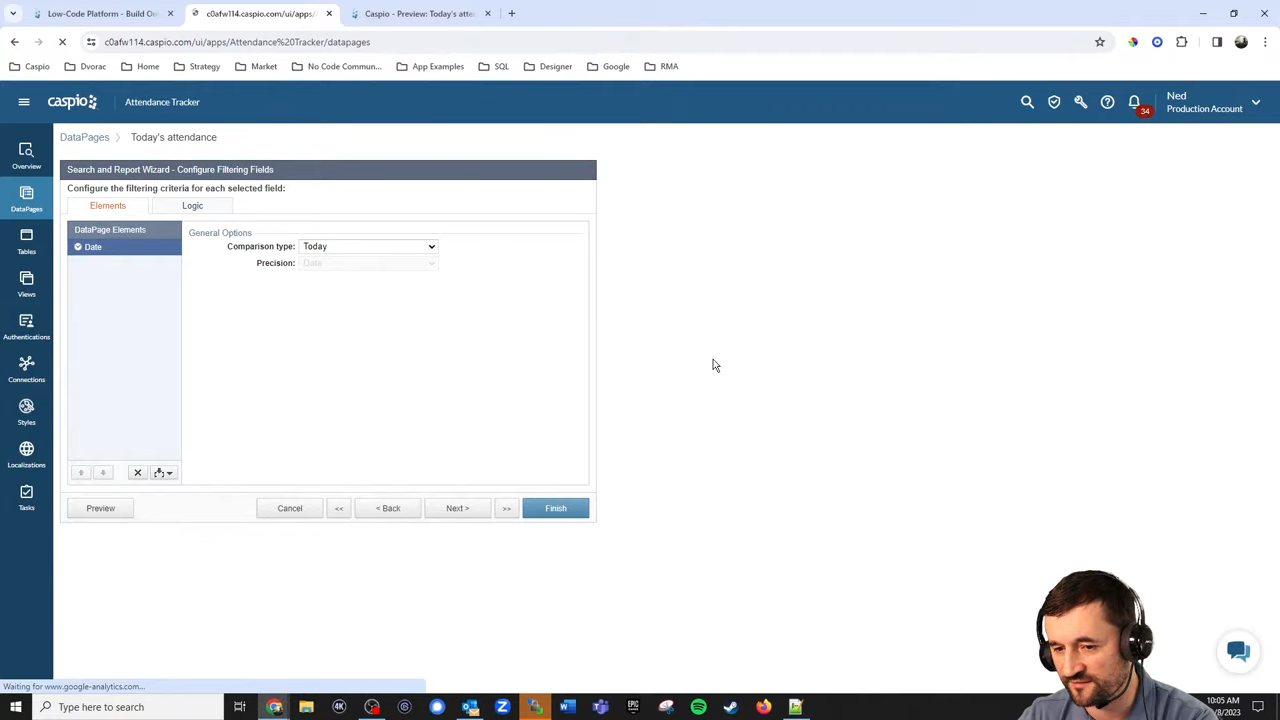 Low-Code Platform - Build On
c0afw114.caspio.com/ui/apps/
Caspio - Preview: Today's atte
c0afw114.caspio.com/ui/apps/Attendance%20Tracker/datapages
Caspio
Dvorac
Home
Strategy
Market
No Code Commun...
App Examples
SQL
Designer
Google
RMA
caspio
Attendance Tracker
34
Ned
Production Account
Overview
DataPages
Tables
Views
Authentications
Connections
Styles
Localizations
Tasks
DataPages
Today's attendance
Search and Report Wizard - Configure Filtering Fields
Configure the filtering criteria for each selected field:
Elements
Logic
DataPage Elements
Date
General Options
Comparison type: Today
Precision: Date
Preview
Cancel
<<
< Back
Next >
>>
Finish
Waiting for www.google-analytics.com...
Type here to search
10:05 AM
/8/2023